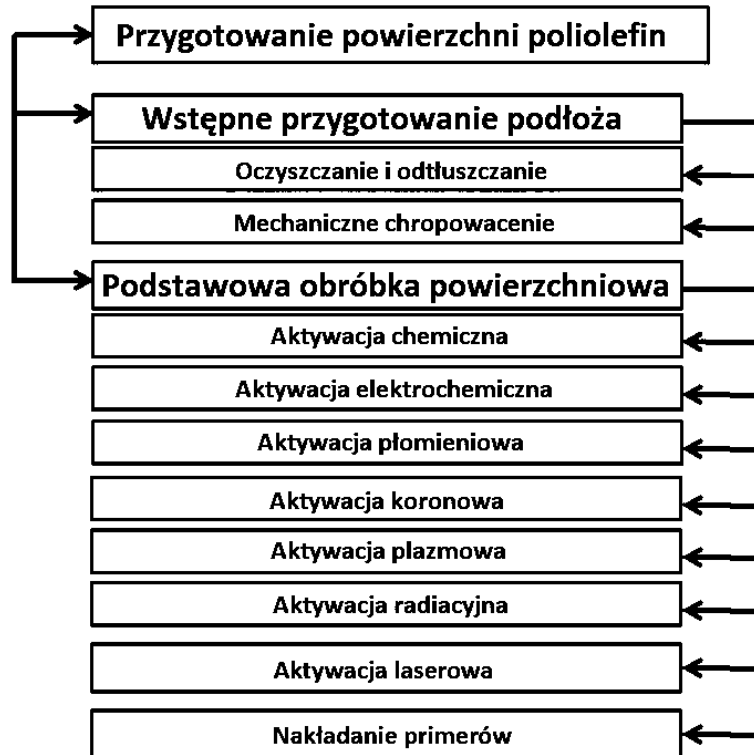 Przygotowanie powierzchni poliolefin
Wstępne przygotowanie podłoża
Oczyszczanie i odtłuszczanie
Mechaniczne chropowacenie
Podstawowa obróbka powierzchniowa
Aktywacja chemiczna
Aktywacja elektrochemiczna
Aktywacja płomieniowa
Aktywacja koronowa
Aktywacja plazmowa
Aktywacja radiacyjna
Aktywacja laserowa
Nakładanie primerów